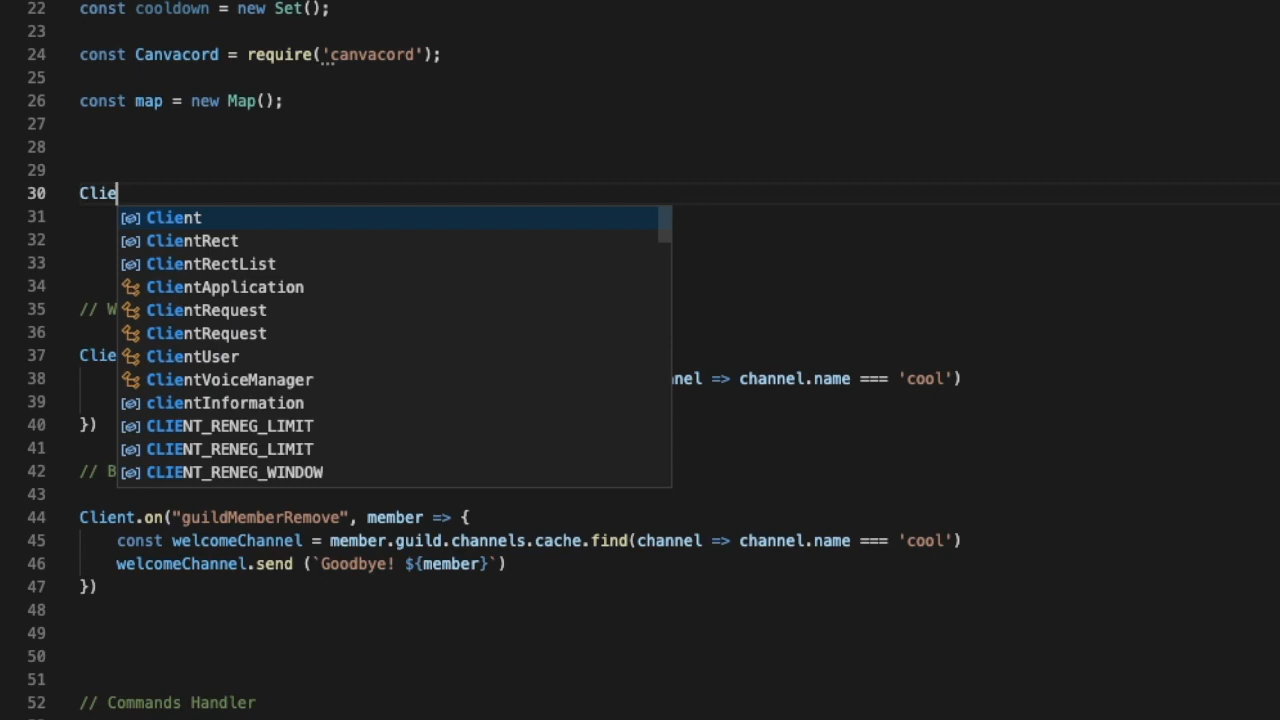 22 const cooldown = new Set();
23
24 const Canvacord = require('canvacord');
25
26 const map = new Map();
27
28
29
30 Clie
31 Client
32 ClientRect
33 ClientRectList
34 ClientApplication
35 // W ClientRequest
36 ClientRequest
37 Clie ClientUser
38 ClientVoiceManager nnel => channel.name === 'cool')
39 clientInformation
40 }) CLIENT_RENEG_LIMIT
41 CLIENT_RENEG_LIMIT
42 // B CLIENT_RENEG_WINDOW
43
44 Client.on("guildMemberRemove", member => {
45 const welcomeChannel = member.guild.channels.cache.find(channel => channel.name === 'cool')
46 welcomeChannel.send (`Goodbye! ${member}`)
47 })
48
49
50
51
52 // Commands Handler